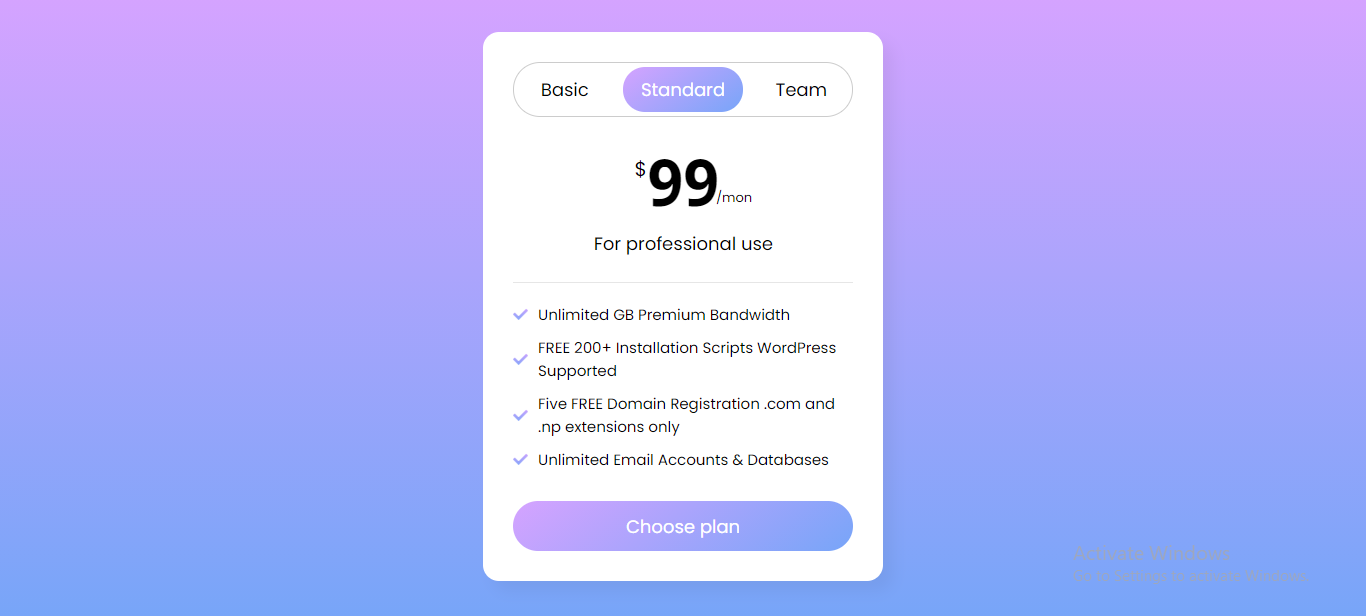 Basic Standard Team
$99/mon
For professional use
Unlimited GB Premium Bandwidth
FREE 200+ Installation Scripts WordPress
Supported
Five FREE Domain Registration .com and
.np extensions only
Unlimited Email Accounts & Databases
Choose plan
Activate Windows
Go to Settings to activate Windows.